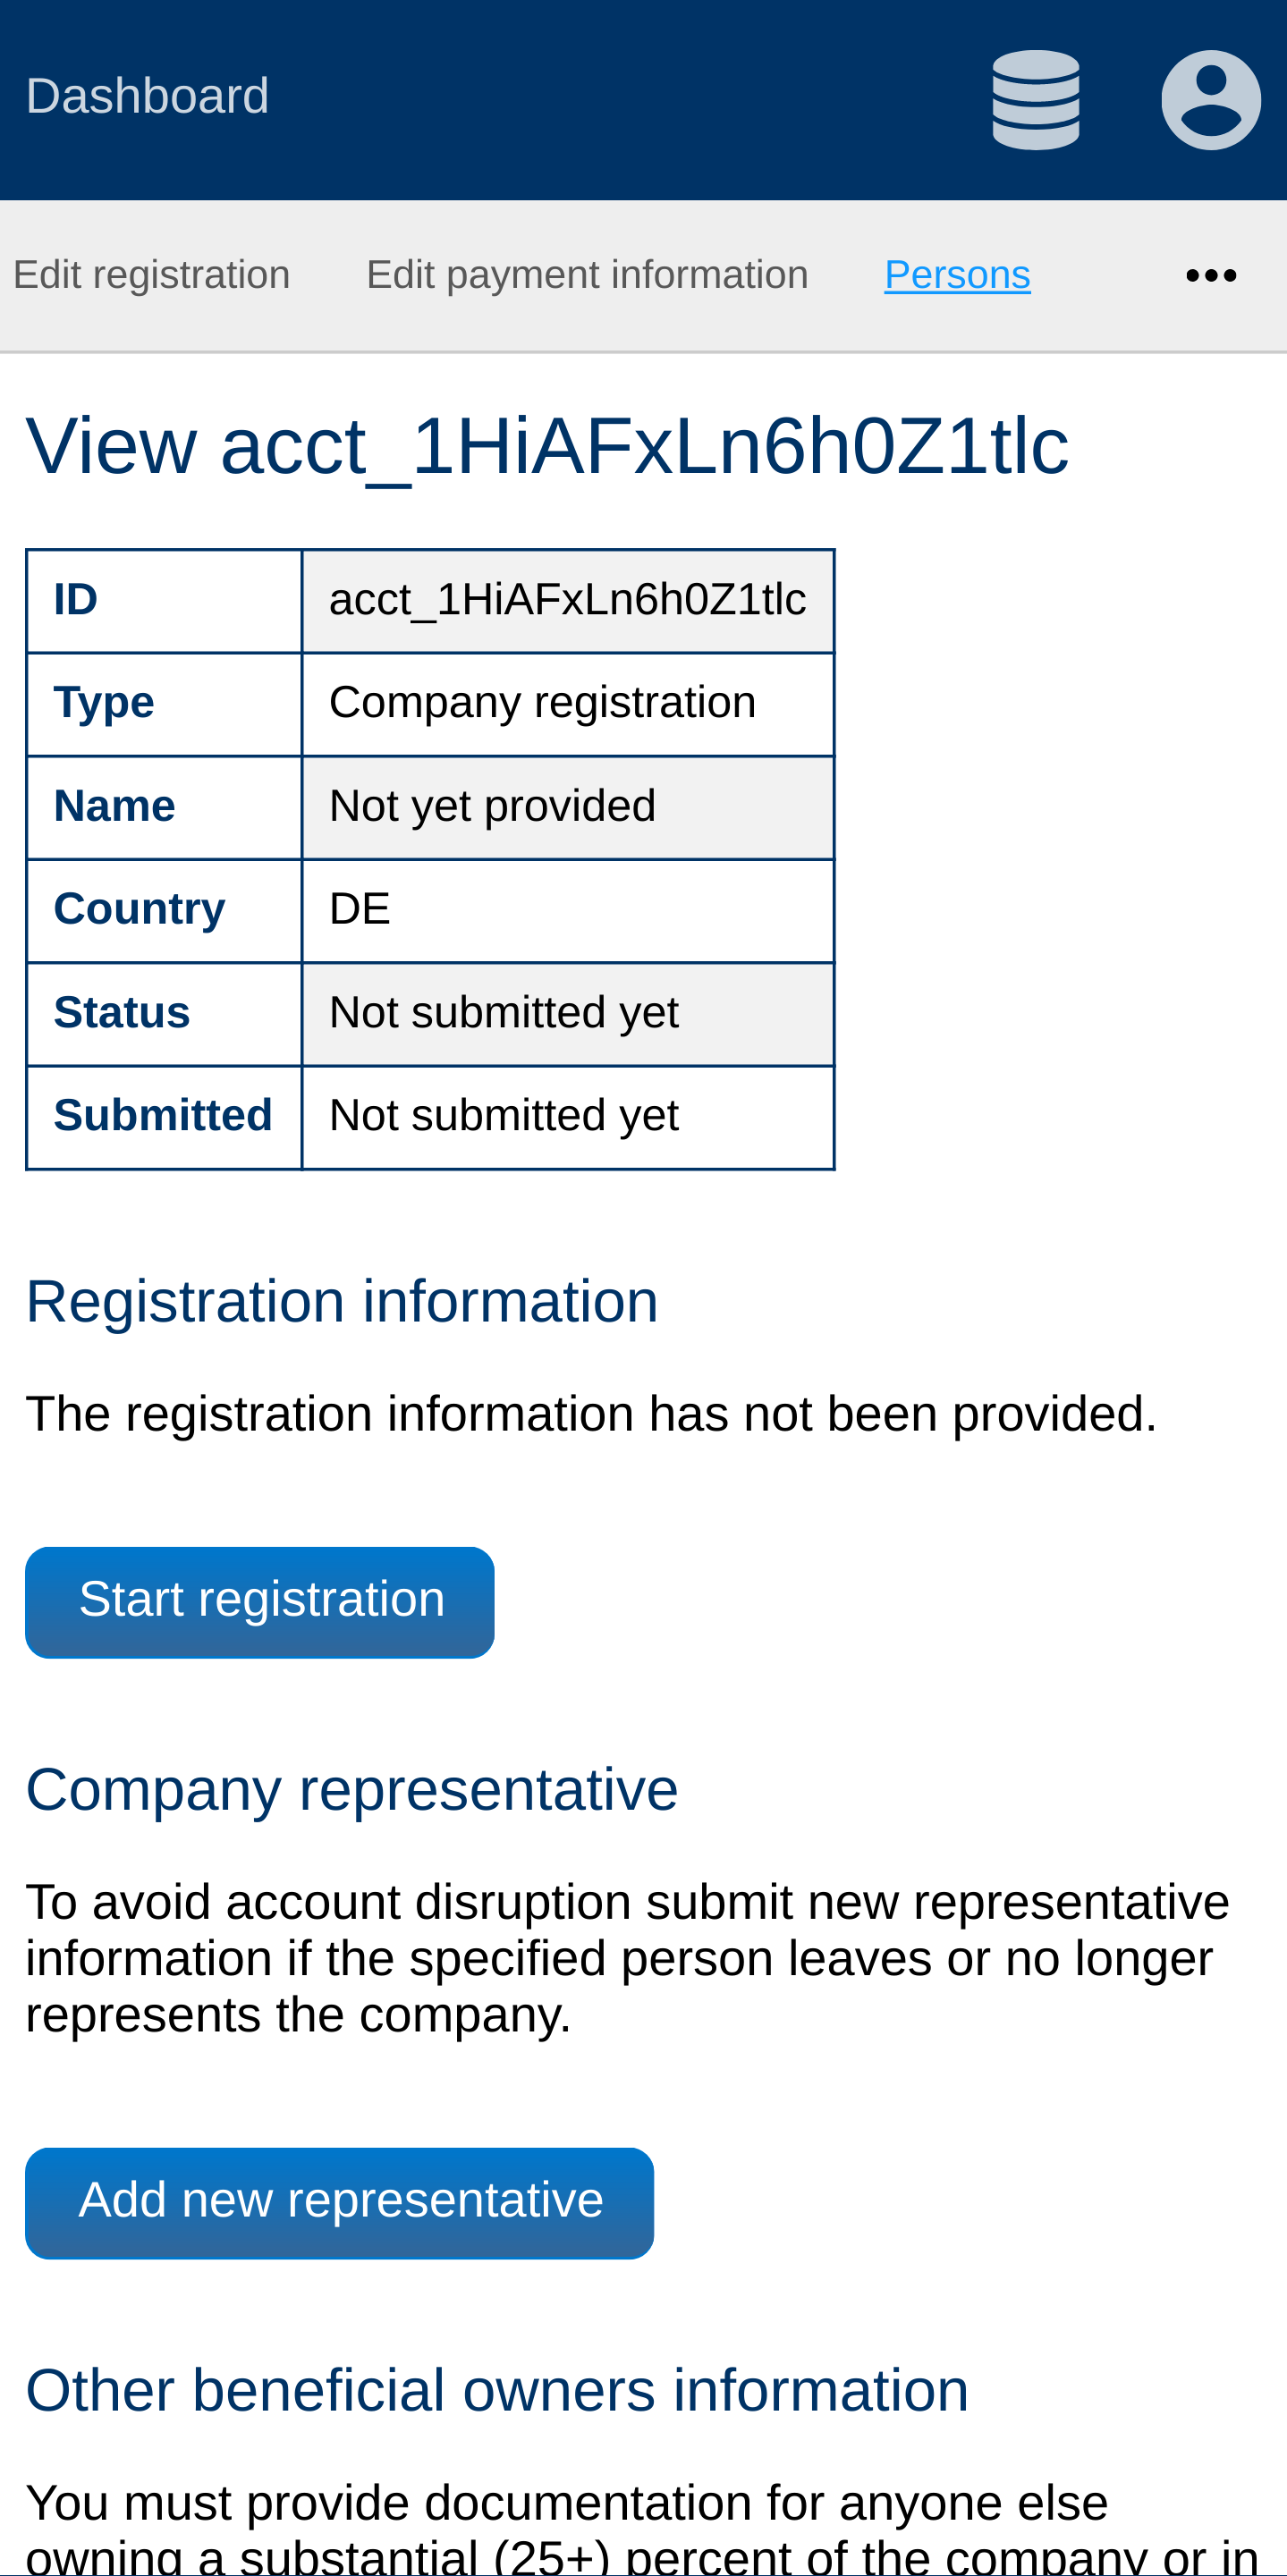 Dashboard
Edit registration Edit payment information Persons
View acct_1HiAFxLn6h0Z1tlc
ID acct_1HiAFxLn6h0Z1tlc
Type Company registration
Name Not yet provided
Country DE
Status Not submitted yet
Submitted Not submitted yet
Registration information
The registration information has not been provided.
Start registration
Company representative
To avoid account disruption submit new representative
information if the specified person leaves or no longer
represents the company.
Add new representative
Other beneficial owners information
You must provide documentation for anyone else
owning a substantial (25+) percent of the company or in